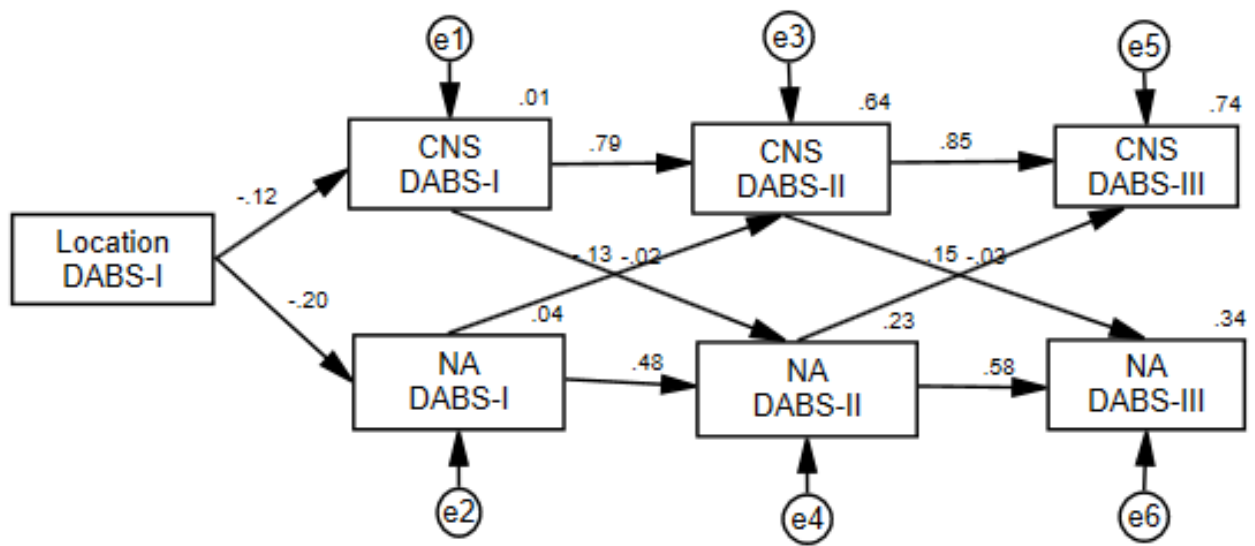 e1
e3
e5
.01
.64
.74
CNS
DABS-I
.79
CNS
DABS-II
.85
CNS
DABS-III
-.12
Location
DABS-I
-.13
-.02
.15
-.03
-.20
.04
.23
.34
NA
DABS-I
.48
NA
DABS-II
.58
NA
DABS-III
e2
e4
e6